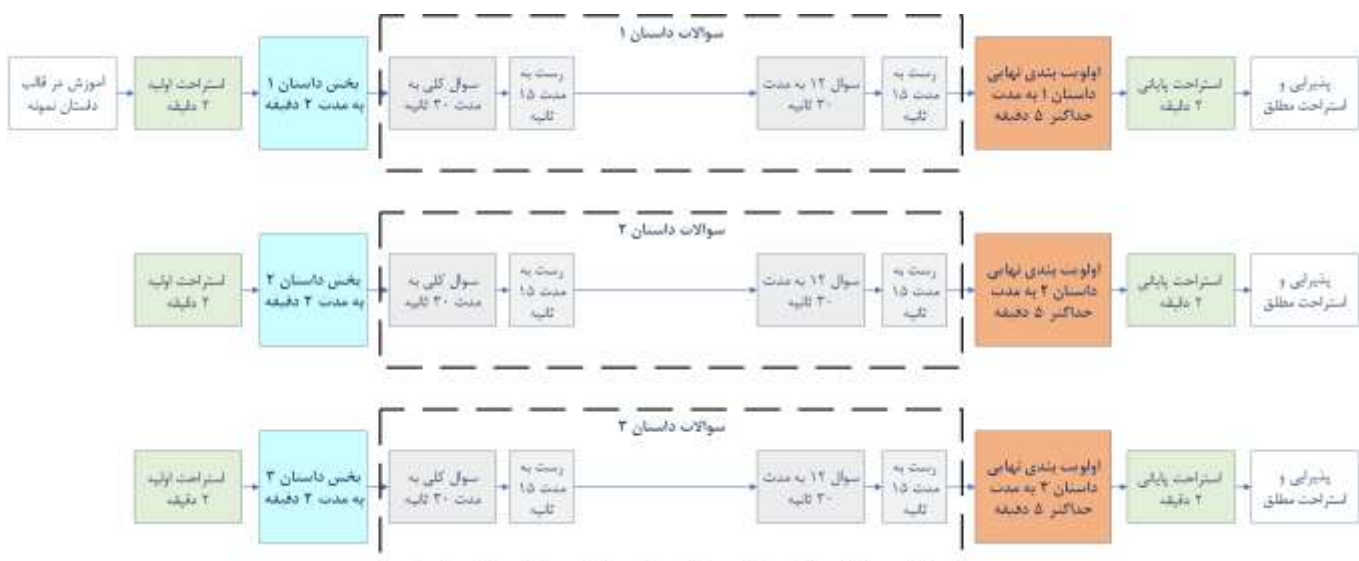 سوالات داستان ۱
آموزش در قالب
داستان نمونه
استراحت اولیه
۲ دقیقه
پخش داستان ۱
به مدت ۲ دقیقه
سوال کلی به
مدت ۳۰ ثانیه
رست به
مدت ۱۵
ثانیه
سوال ۱۲ به مدت
۳۰ ثانیه
رست به
مدت ۱۵
ثانیه
اولویت بندی نهایی
داستان ۱ به مدت
حداکثر ۵ دقیقه
استراحت پایانی
۲ دقیقه
پذیرایی و
استراحت مطلق
سوالات داستان ۲
استراحت اولیه
۲ دقیقه
پخش داستان ۲
به مدت ۲ دقیقه
سوال کلی به
مدت ۳۰ ثانیه
رست به
مدت ۱۵
ثانیه
سوال ۱۲ به مدت
۳۰ ثانیه
رست به
مدت ۱۵
ثانیه
اولویت بندی نهایی
داستان ۲ به مدت
حداکثر ۵ دقیقه
استراحت پایانی
۲ دقیقه
پذیرایی و
استراحت مطلق
سوالات داستان ۳
استراحت اولیه
۲ دقیقه
پخش داستان ۳
به مدت ۲ دقیقه
سوال کلی به
مدت ۳۰ ثانیه
رست به
مدت ۱۵
ثانیه
سوال ۱۲ به مدت
۳۰ ثانیه
رست به
مدت ۱۵
ثانیه
اولویت بندی نهایی
داستان ۳ به مدت
حداکثر ۵ دقیقه
استراحت پایانی
۲ دقیقه
پذیرایی و
استراحت مطلق